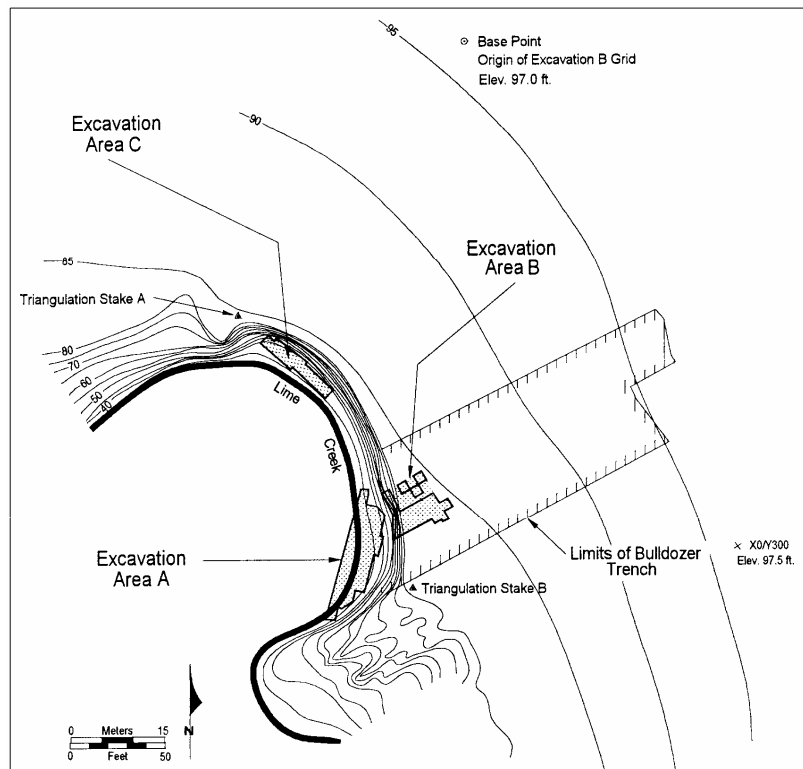 95
Base Point
Origin of Excavation B Grid
Elev. 97.0 ft.
90
Excavation
Area C
Excavation
Area B
85
Triangulation Stake A
80
70
60
50
40
Lime
Creek
Excavation
Area A
Limits of Bulldozer
Trench
X0/Y300
Elev. 97.5 ft.
Triangulation Stake B
0 Meters 15
N
0 Feet 50